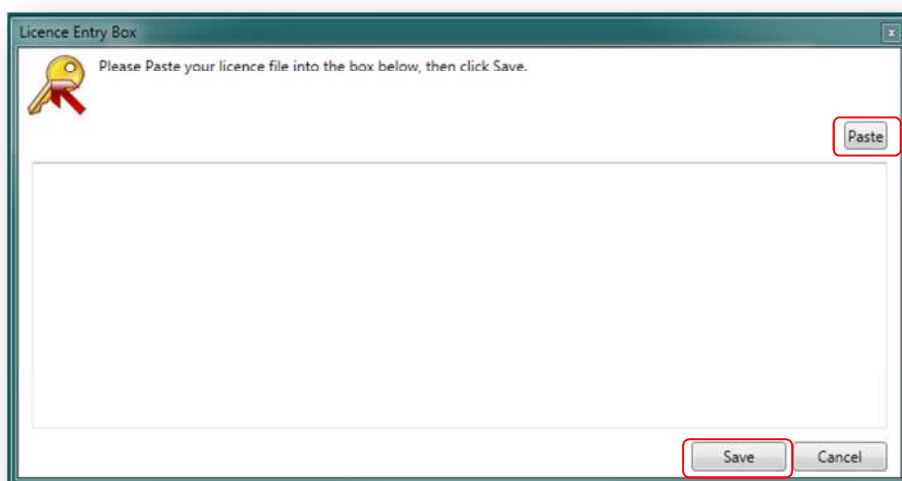 Licence Entry Box
Please Paste your licence file into the box below, then click Save.
Paste
Save Cancel